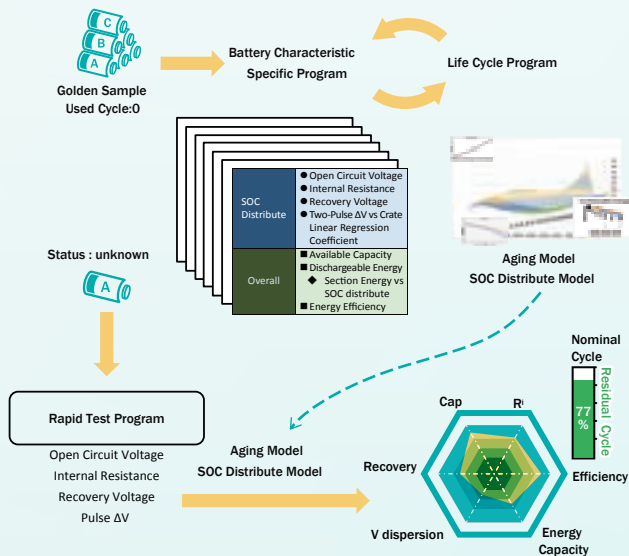 C
B
A
Golden Sample
Used Cycle:0
Battery Characteristic
Specific Program
Life Cycle Program
SOC
Distribute
● Open Circuit Voltage
● Internal Resistance
● Recovery Voltage
● Two-Pulse ΔV vs Crate
Linear Regression
Coefficient
Overall
■ Available Capacity
■ Dischargeable Energy
◆ Section Energy vs
SOC distribute
■ Energy Efficiency
Aging Model
SOC Distribute Model
Status : unknown
A
Rapid Test Program
Open Circuit Voltage
Internal Resistance
Recovery Voltage
Pulse ΔV
Aging Model
SOC Distribute Model
Nominal
Cycle
77
%
Residual Cycle
Cap
Ri
Recovery
Efficiency
V dispersion
Energy
Capacity